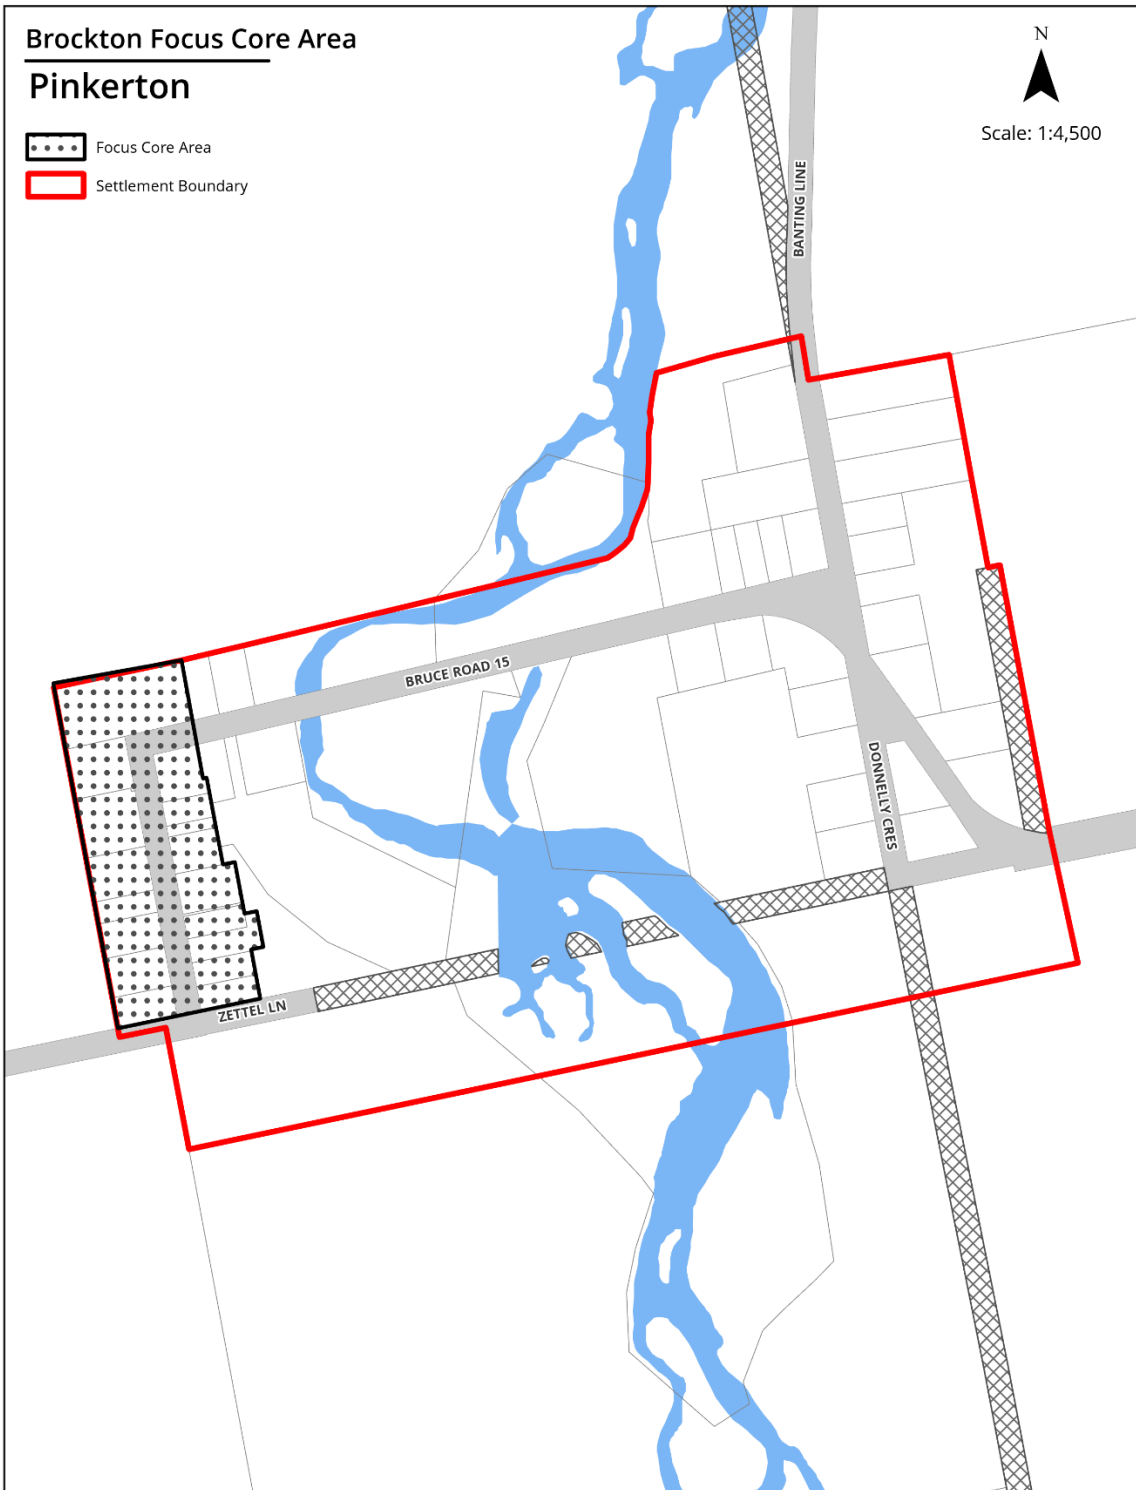 Brockton Focus Core Area
Pinkerton
Focus Core Area
Settlement Boundary
N
Scale: 1:4,500
BANTING LINE
BRUCE ROAD 15
DONNELLY CRES
ZETTEL LN